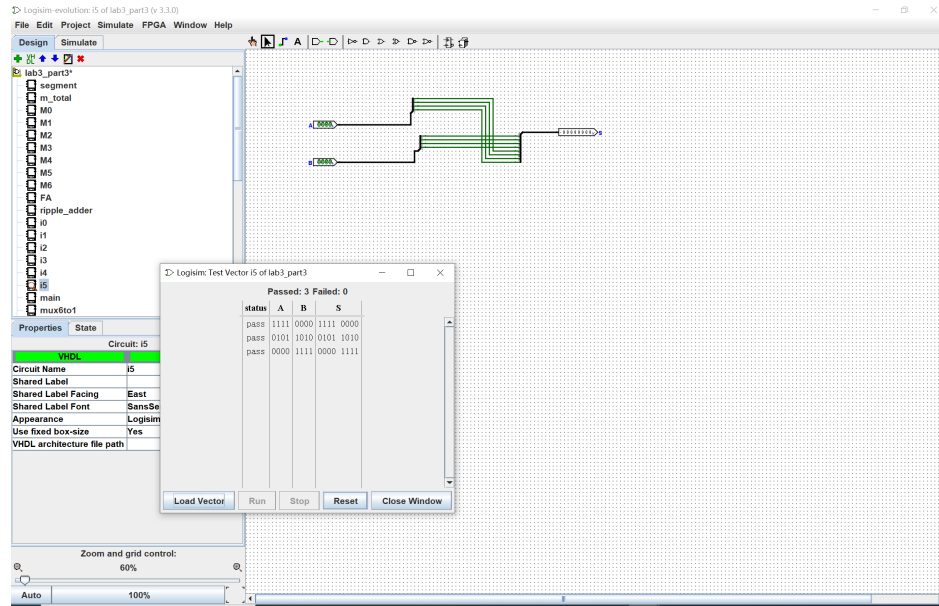 Logisim-evolution: i5 of lab3_part3 (v 3.3.0)
File Edit Project Simulate FPGA Window Help
Design Simulate
A
VH
DL
lab3_part3*
segment
m_total
M0
M1
M2
M3
M4
M5
M6
FA
ripple_adder
i0
i1
i2
i3
i4
i5
main
mux6to1
A
B
S
Properties State
Circuit: i5
VHDL
Circuit Name i5
Shared Label
Shared Label Facing East
Shared Label Font SansSe
Appearance Logisim
Use fixed box-size Yes
VHDL architecture file path
Zoom and grid control:
60%
Auto 100%
Logisim: Test Vector i5 of lab3_part3
Passed: 3 Failed: 0
status A B S
pass 1111 0000 1111 0000
pass 0101 1010 0101 1010
pass 0000 1111 0000 1111
Load Vector Run Stop Reset Close Window